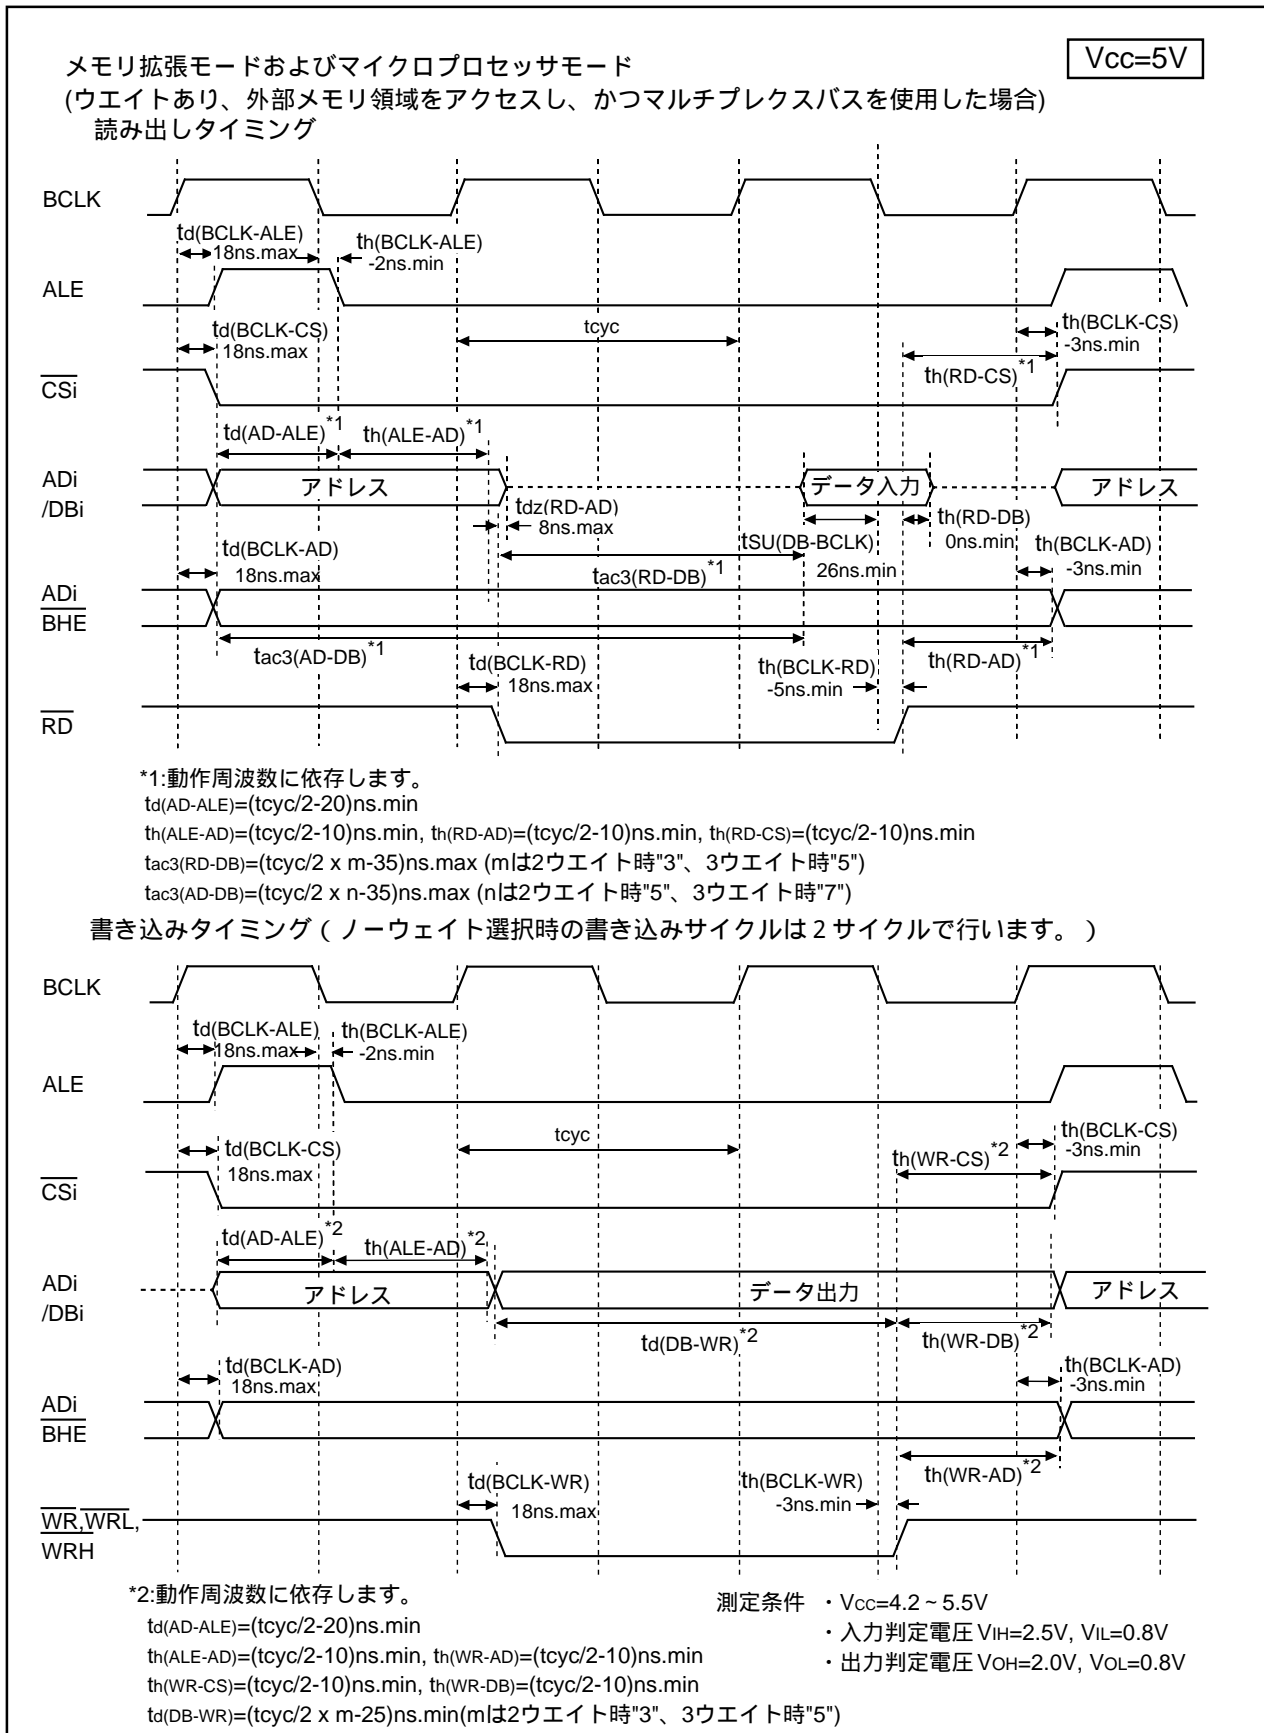 Vcc=5V
メモリ拡張モードおよびマイクロプロセッサモード
(ウエイトあり、外部メモリ領域をアクセスし、かつマルチプレクスバスを使用した場合)
読み出しタイミング
BCLK
td(BCLK-ALE)
18ns.max
th(BCLK-ALE)
-2ns.min
ALE
td(BCLK-CS)
18ns.max
tcyc
th(BCLK-CS)
-3ns.min
th(RD-CS)*1
CSi
td(AD-ALE)*1
th(ALE-AD)*1
ADi
/DBi
アドレス
データ入力
アドレス
tdz(RD-AD)
8ns.max
th(RD-DB)
0ns.min
tSU(DB-BCLK)
26ns.min
td(BCLK-AD)
18ns.max
tac3(RD-DB)*1
th(BCLK-AD)
-3ns.min
ADi
BHE
tac3(AD-DB)*1
td(BCLK-RD)
18ns.max
th(BCLK-RD)
-5ns.min
th(RD-AD)*1
RD
*1:動作周波数に依存します。
td(AD-ALE)=(tcyc/2-20)ns.min
th(ALE-AD)=(tcyc/2-10)ns.min, th(RD-AD)=(tcyc/2-10)ns.min, th(RD-CS)=(tcyc/2-10)ns.min
tac3(RD-DB)=(tcyc/2 x m-35)ns.max (mは2ウエイト時"3"、3ウエイト時"5")
tac3(AD-DB)=(tcyc/2 x n-35)ns.max (nは2ウエイト時"5"、3ウエイト時"7")
書き込みタイミング（ノーウェイト選択時の書き込みサイクルは2サイクルで行います。）
BCLK
td(BCLK-ALE)
18ns.max
th(BCLK-ALE)
-2ns.min
ALE
td(BCLK-CS)
18ns.max
tcyc
th(BCLK-CS)
-3ns.min
th(WR-CS)*2
CSi
td(AD-ALE)*2
th(ALE-AD)*2
ADi
/DBi
アドレス
データ出力
アドレス
td(DB-WR)*2
th(WR-DB)*2
td(BCLK-AD)
18ns.max
th(BCLK-AD)
-3ns.min
ADi
BHE
th(WR-AD)*2
td(BCLK-WR)
18ns.max
th(BCLK-WR)
-3ns.min
WR,WRL,
WRH
*2:動作周波数に依存します。
td(AD-ALE)=(tcyc/2-20)ns.min
th(ALE-AD)=(tcyc/2-10)ns.min, th(WR-AD)=(tcyc/2-10)ns.min
th(WR-CS)=(tcyc/2-10)ns.min, th(WR-DB)=(tcyc/2-10)ns.min
td(DB-WR)=(tcyc/2 x m-25)ns.min(mは2ウエイト時"3"、3ウエイト時"5")
測定条件 ・VCC=4.2～5.5V
・入力判定電圧 VIH=2.5V, VIL=0.8V
・出力判定電圧 VOH=2.0V, VOL=0.8V